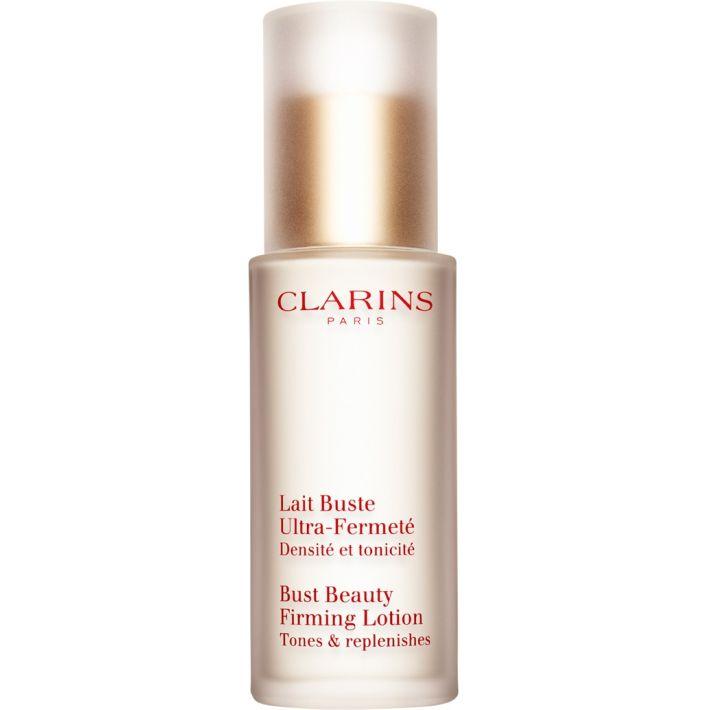 CLARINS
PARIS
Lait Buste
Ultra-Fermeté
Densité et tonicité
Bust Beauty
Firming Lotion
Tones & replenishes